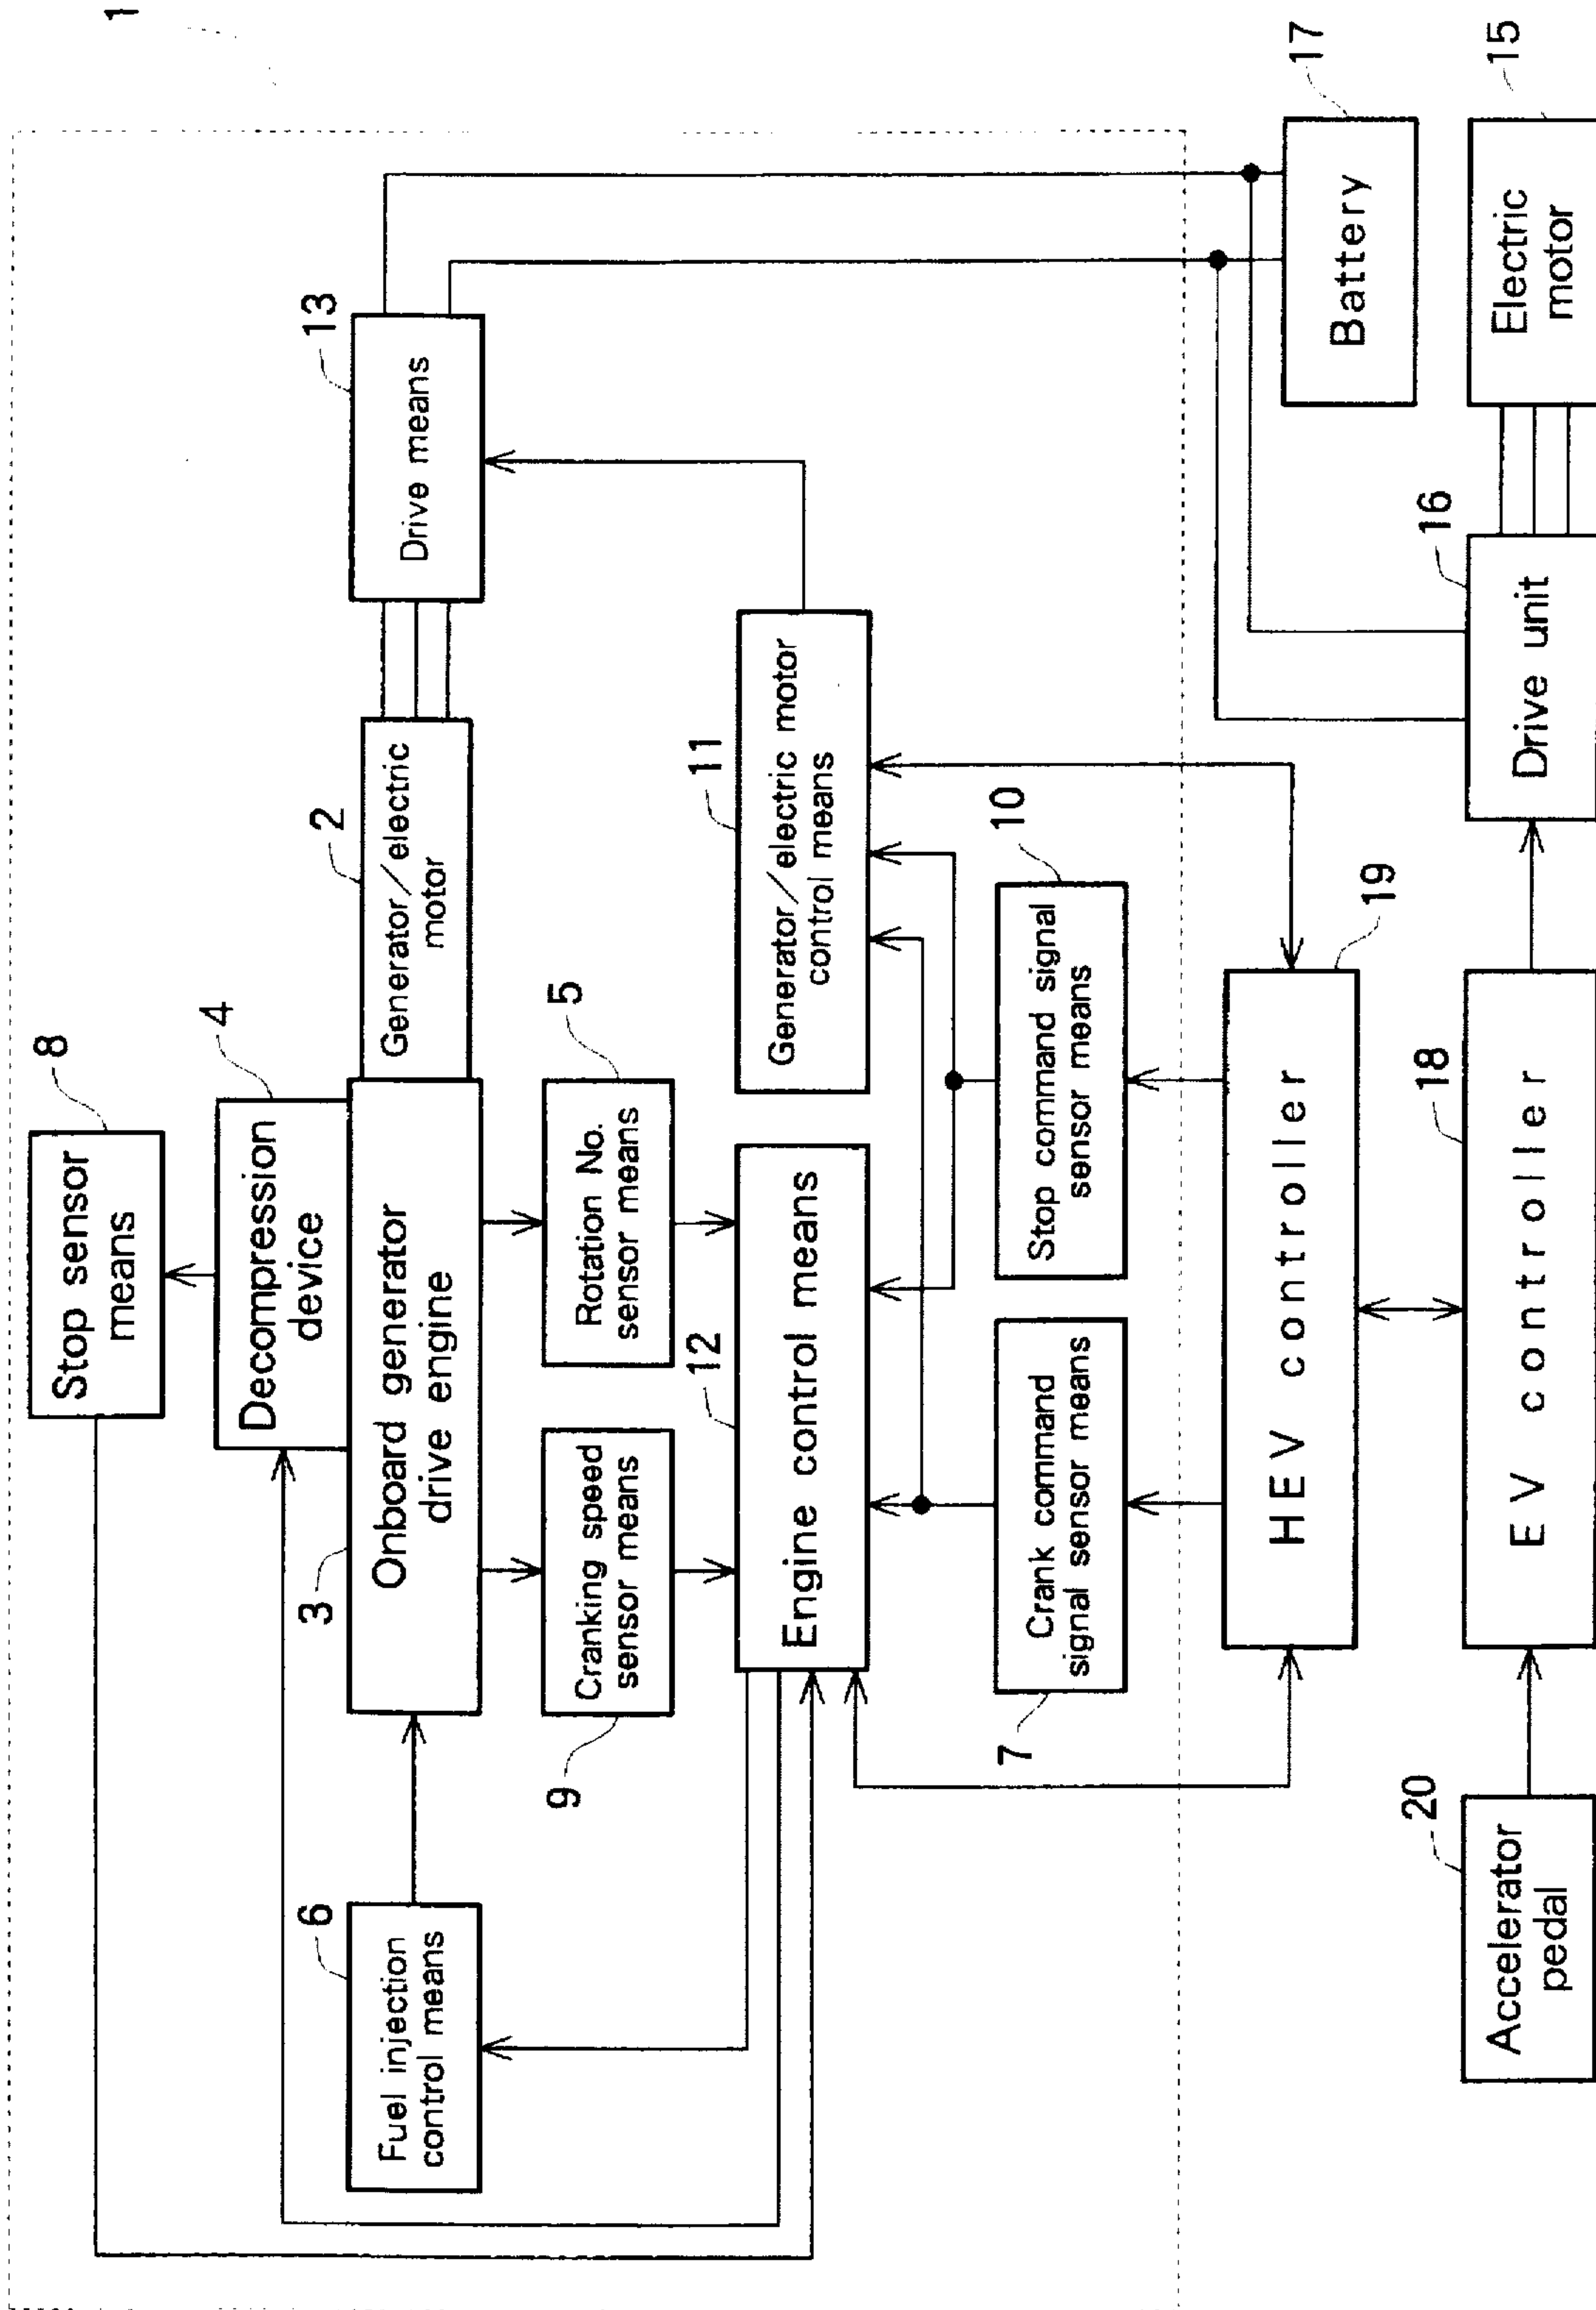 1
8
Stop sensor
means
4
Decompression
device
3
Onboard generator
drive engine
2
Generator/electric
motor
13
Drive means
6
Fuel injection
control means
9
Cranking speed
sensor means
5
Rotation No.
sensor means
12
Engine control means
11
Generator/electric motor
control means
7
Crank command
signal sensor means
10
Stop command signal
sensor means
19
HEV controller
17
Battery
20
Accelerator
pedal
18
EV controller
16
Drive unit
15
Electric
motor